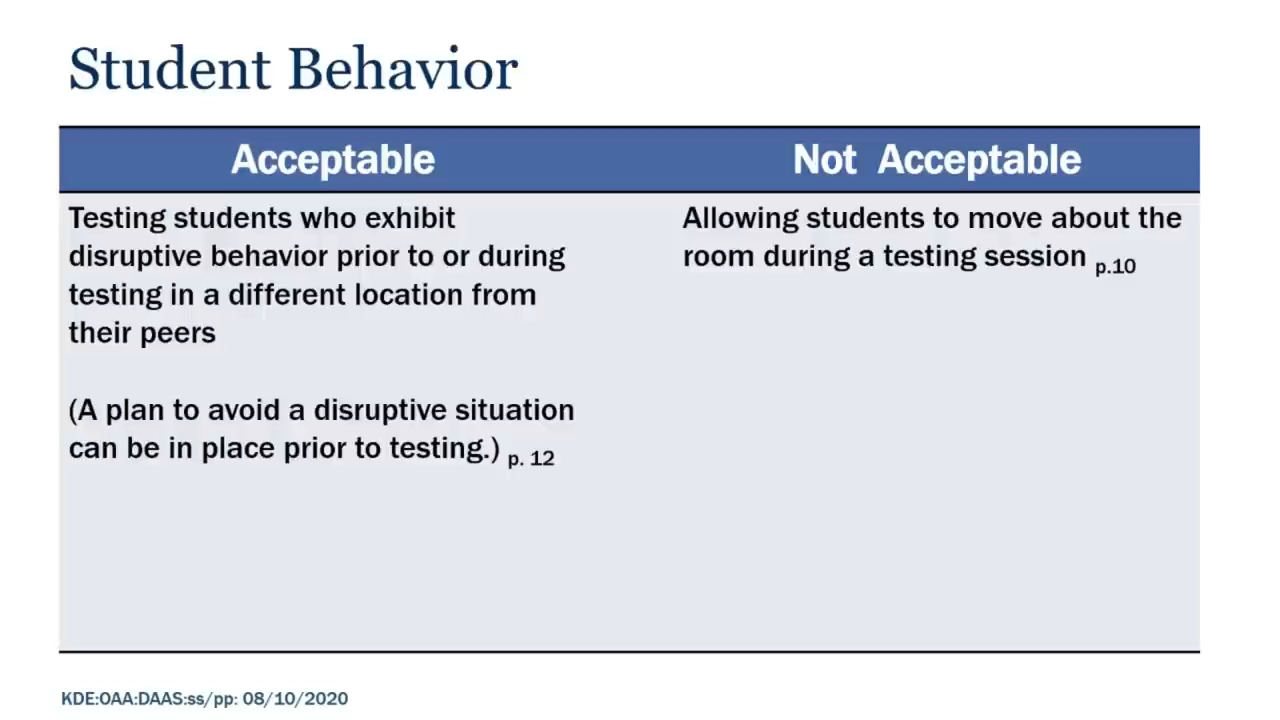 Student Behavior
Acceptable
Not Acceptable
Testing students who exhibit
disruptive behavior prior to or during
testing in a different location from
their peers
(A plan to avoid a disruptive situation
can be in place prior to testing.) p. 12
Allowing students to move about the
room during a testing session p.10
KDE:OAA:DAAS:ss/pp: 08/10/2020